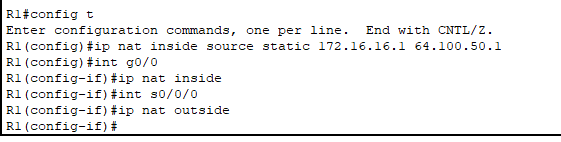 R1#config t
Enter configuration commands, one per line.  End with CNTL/Z.
R1(config)#ip nat inside source static 172.16.16.1 64.100.50.1
R1(config)#int g0/0
R1(config-if)#ip nat inside
R1(config-if)#int s0/0/0
R1(config-if)#ip nat outside
R1(config-if)#